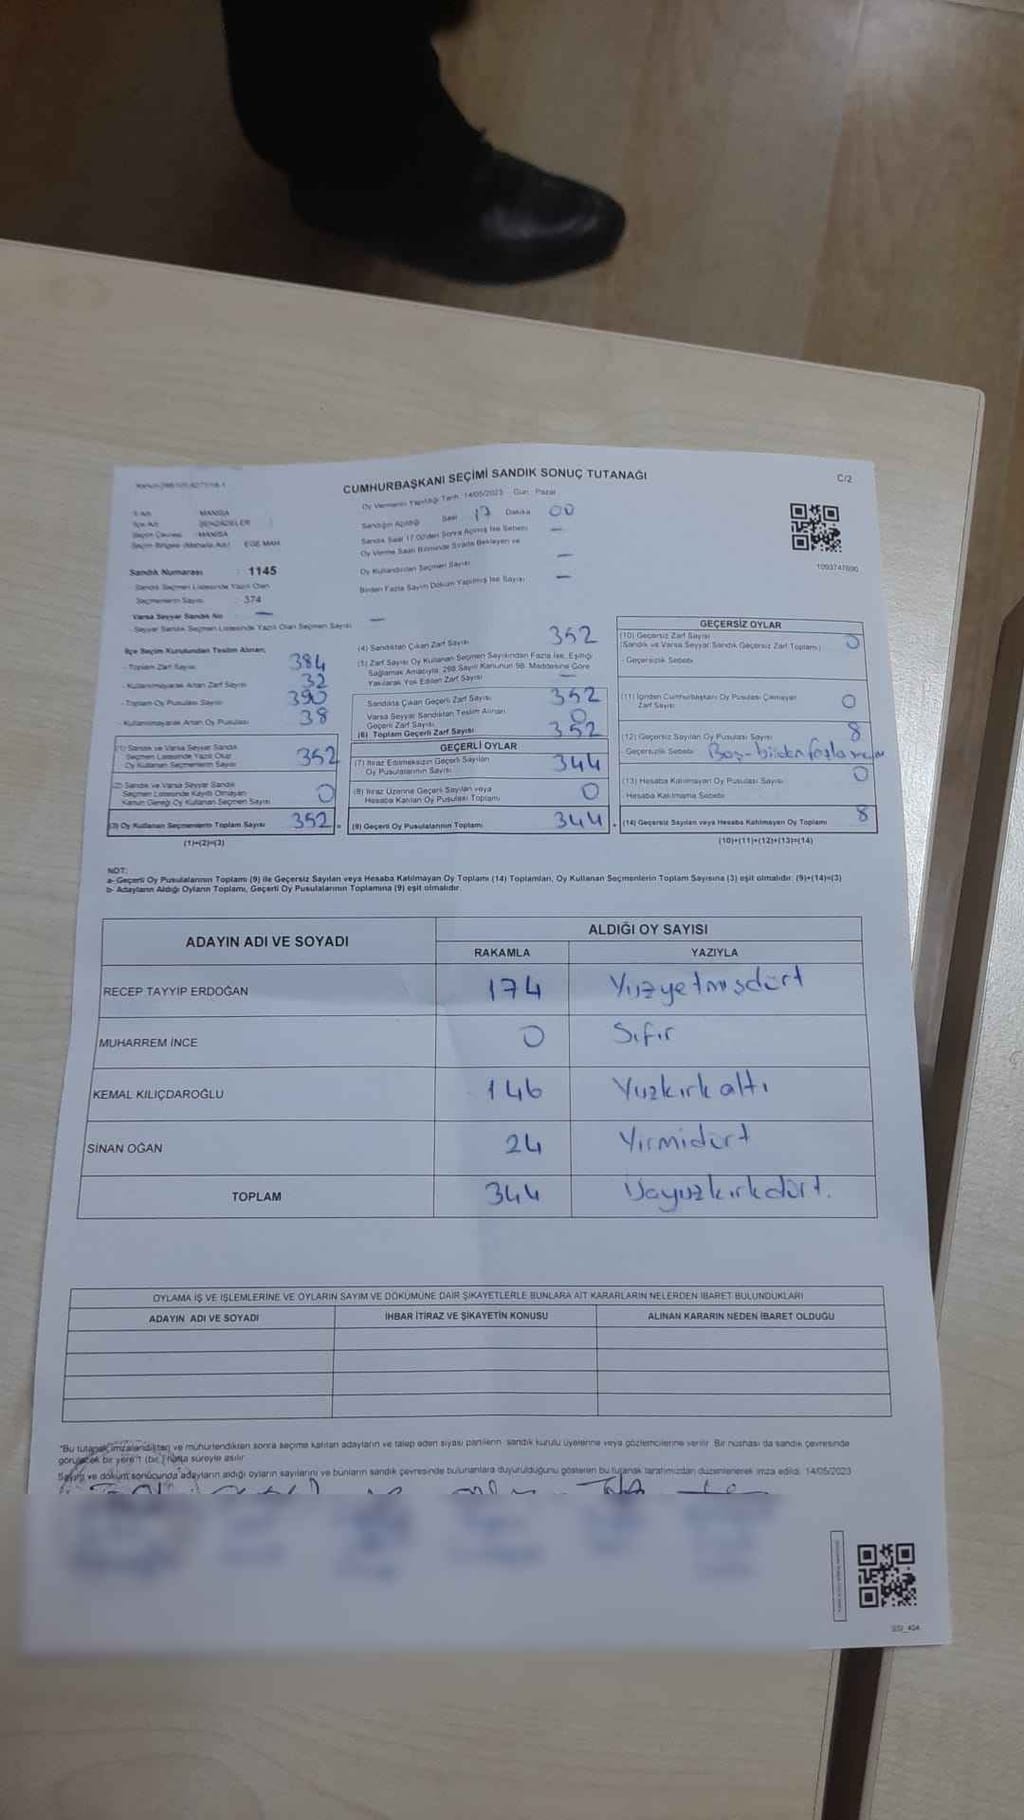 CUMHURBAŞKANI SEÇİMİ SANDIK SONUÇ TUTANAĞI
C/2
Oy Vermenin Yapıldığı Tarih 14/05/2023 Gün Pazar
Sandığın Açıldığı Saat 17 Dakika 00
Sandık Saat 17.00'den Sonra Açılmış İse Sebebi —
Oy Verme Saati Bitiminde Sırada Bekleyen ve
Oy Kullandırılan Seçmen Sayısı —
Birden Fazla Sayım Döküm Yapılmış İse Sayısı —
İl Adı : MANİSA
İlçe Adı : ŞEHZADELER
Seçim Çevresi : MANİSA
Seçim Bölgesi (Mahalle Adı) : EGE MAH
Sandık Numarası : 1145
Sandık Seçmen Listesinde Yazılı Olan
Seçmenlerin Sayısı : 374
Varsa Seyyar Sandık No —
Seyyar Sandık Seçmen Listesinde Yazılı Olan Seçmen Sayısı —
1093747690
İlçe Seçim Kurulundan Teslim Alınan;
- Toplam Zarf Sayısı 384
- Kullanılmayarak Artan Zarf Sayısı 32
- Toplam Oy Pusulası Sayısı 390
- Kullanılmayarak Artan Oy Pusulası 38
(1) Sandık ve Varsa Seyyar Sandık
Seçmen Listesinde Yazılı Olup
Oy Kullanan Seçmenlerin Sayısı 352
(2) Sandık ve Varsa Seyyar Sandık
Seçmen Listesinde Kayıtlı Olmayan
Kanun Gereği Oy Kullanan Seçmen Sayısı 0
(3) Oy Kullanan Seçmenlerin Toplam Sayısı 352
(1)+(2)=(3)
(4) Sandıktan Çıkan Zarf Sayısı 352
(5) Zarf Sayısı Oy Kullanan Seçmen Sayısından Fazla İse, Eşitliği
Sağlamak Amacıyla; 298 Sayılı Kanunun 98. Maddesine Göre
Yakılarak Yok Edilen Zarf Sayısı —
Sandıkta Çıkan Geçerli Zarf Sayısı 352
Varsa Seyyar Sandıktan Teslim Alınan
Geçerli Zarf Sayısı 0
(6) Toplam Geçerli Zarf Sayısı 352
GEÇERLİ OYLAR
(7) İtiraz Edilmeksizin Geçerli Sayılan
Oy Pusulalarının Sayısı 344
(8) İtiraz Üzerine Geçerli Sayılan veya
Hesaba Katılan Oy Pusulası Toplamı 0
(9) Geçerli Oy Pusulalarının Toplamı 344
GEÇERSİZ OYLAR
(10) Geçersiz Zarf Sayısı
(Sandık ve Varsa Seyyar Sandık Geçersiz Zarf Toplamı) 0
- Geçersizlik Sebebi
(11) İçinden Cumhurbaşkanı Oy Pusulası Çıkmayan
Zarf Sayısı 0
(12) Geçersiz Sayılan Oy Pusulası Sayısı 8
- Geçersizlik Sebebi Boş-birden fazla
(13) Hesaba Katılmayan Oy Pusulası Sayısı 0
- Hesaba Katılmama Sebebi
(14) Geçersiz Sayılan veya Hesaba Katılmayan Oy Toplamı 8
(10)+(11)+(12)+(13)=(14)
NOT:
a- Geçerli Oy Pusulalarının Toplamı (9) ile Geçersiz Sayılan veya Hesaba Katılmayan Oy Toplamı (14) Toplamları, Oy Kullanan Seçmenlerin Toplam Sayısına (3) eşit olmalıdır. (9)+(14)=(3)
b- Adayların Aldığı Oyların Toplamı, Geçerli Oy Pusulalarının Toplamına (9) eşit olmalıdır.
ADAYIN ADI VE SOYADI ALDIĞI OY SAYISI
RAKAMLA YAZIYLA
RECEP TAYYİP ERDOĞAN 174 Yüzyetmişdört
MUHARREM İNCE 0 Sıfır
KEMAL KILIÇDAROĞLU 146 Yüzkırkaltı
SİNAN OĞAN 24 Yirmidört
TOPLAM 344 Üçyüzkırkdört.
OYLAMA İŞ VE İŞLEMLERİNE VE OYLARIN SAYIM VE DÖKÜMÜNE DAİR ŞİKAYETLERLE BUNLARA AİT KARARLARIN NELERDEN İBARET BULUNDUKLARI
ADAYIN ADI VE SOYADI İHBAR İTİRAZ VE ŞİKAYETİN KONUSU ALINAN KARARIN NEDEN İBARET OLDUĞU
*Bu tutanak imzalandıktan ve mühürlendikten sonra seçime katılan adayların ve talep eden siyasi partilerin sandık kurulu üyelerine veya gözlemcilerine verilir. Bir nüshası da sandık çevresinde
görülecek bir yere 1 (bir) hafta süreyle asılır
Sayım ve döküm sonucunda adayların aldığı oyların sayılarını ve bunların sandık çevresinde bulunanlara duyurulduğunu gösteren bu tutanak tarafımızdan düzenlenerek imza edildi. 14/05/2023